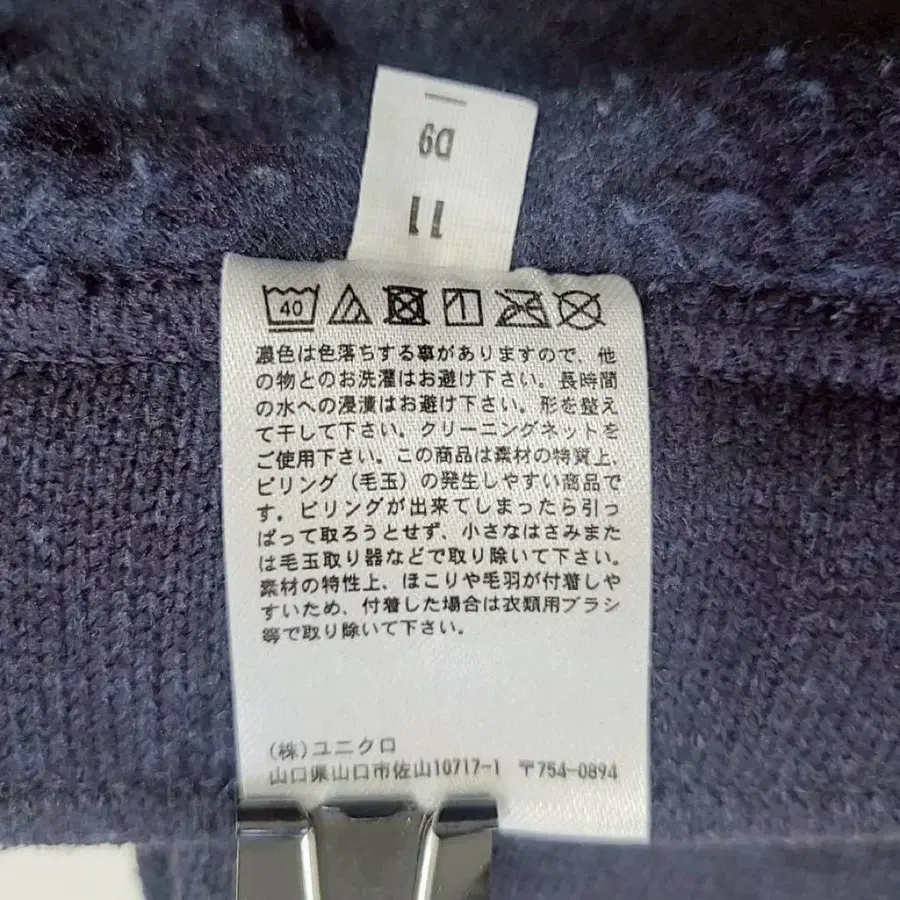 11
D9
40
濃色は色落ちする事がありますので、他
の物とのお洗濯はお避け下さい。長時間
の水への浸漬はお避け下さい。形を整え
て干して下さい。クリーニングネットを
ご使用下さい。この商品は素材の特質上、
ピリング（毛玉）の発生しやすい商品で
す。ピリングが出来てしまったら引っ
ぱって取ろうとせず、小さなはさみまた
は毛玉取り器などで取り除いて下さい。
素材の特性上、ほこりや毛羽が付着しや
すいため、付着した場合は衣類用ブラシ
等で取り除いて下さい。
(株)ユニクロ
山口県山口市佐山10717-1 〒754-0894